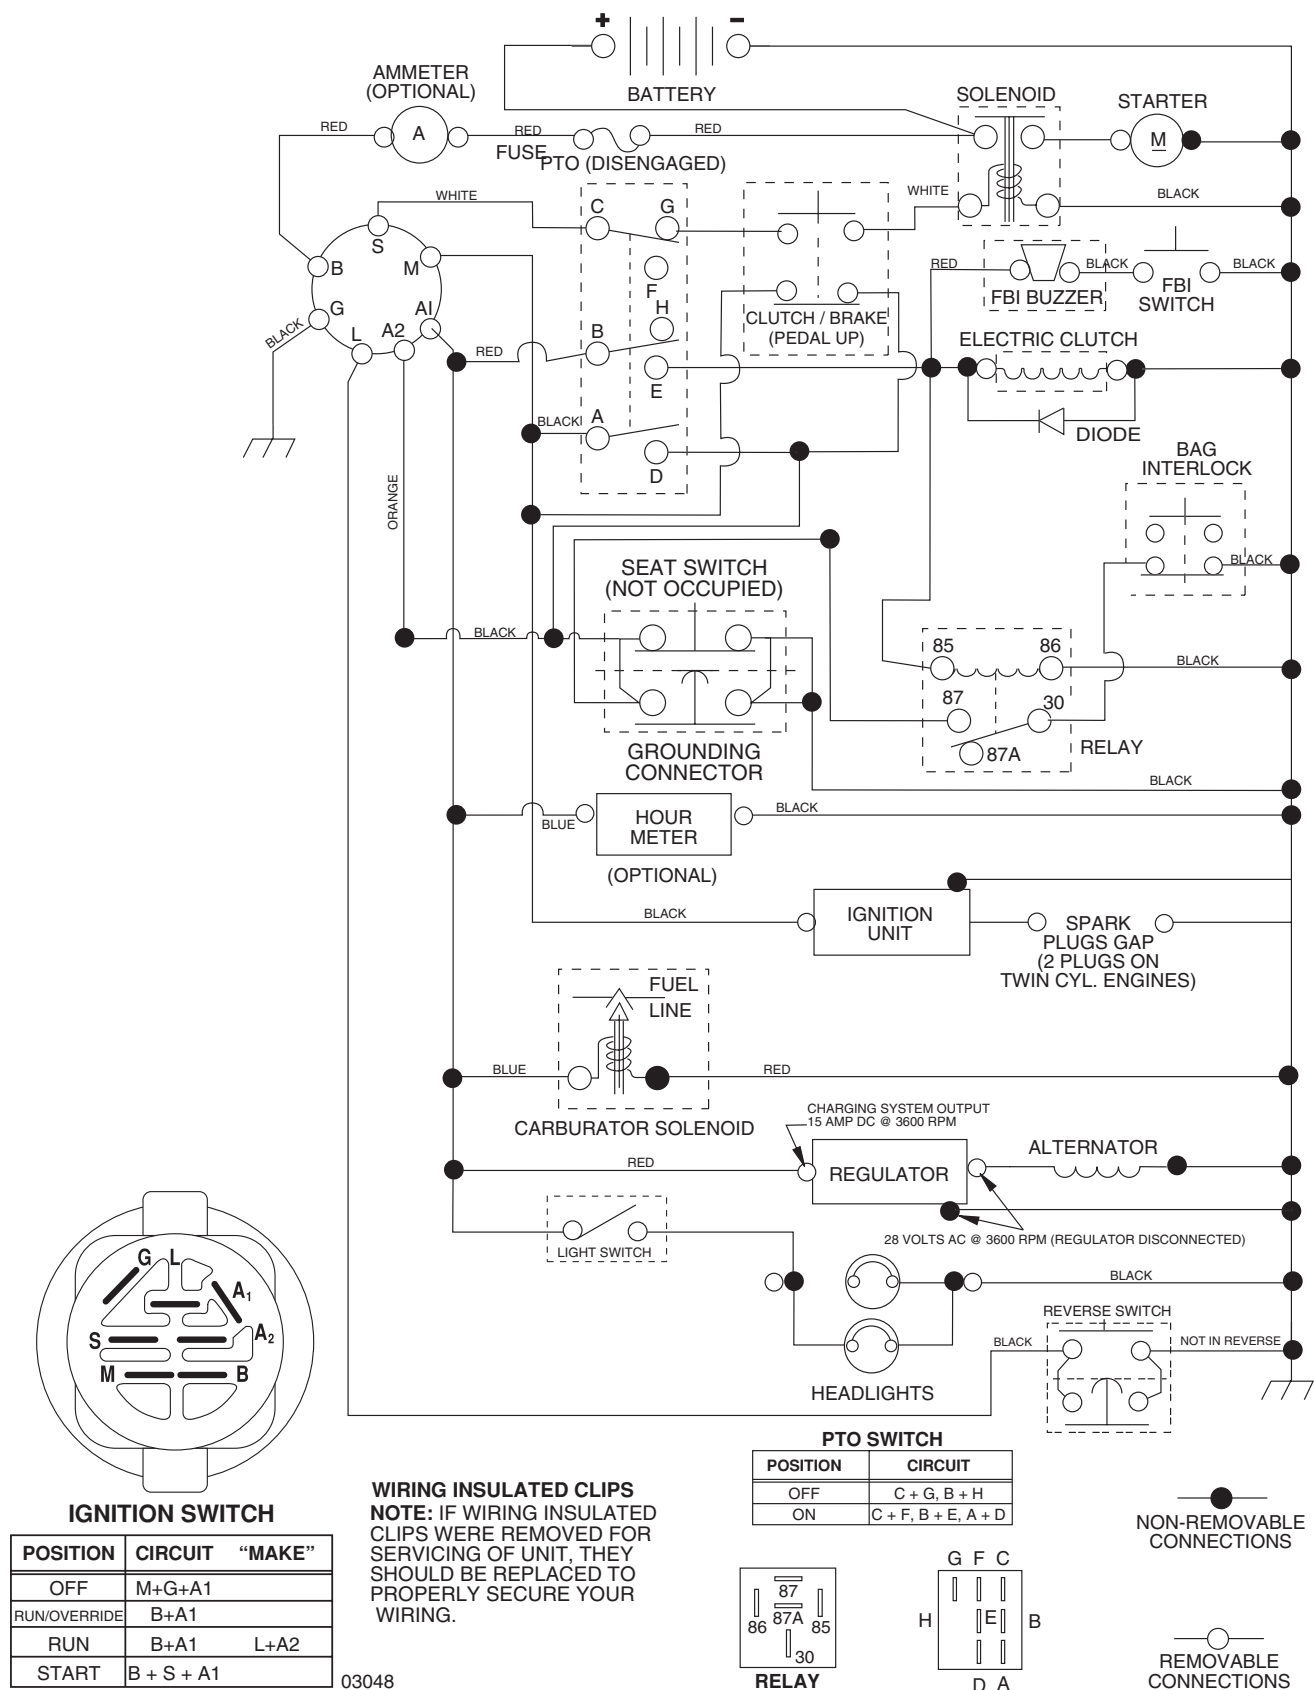 + -
BATTERY
AMMETER
(OPTIONAL)
SOLENOID
STARTER
RED
A
RED
FUSE
RED
M
PTO (DISENGAGED)
WHITE
C
G
WHITE
BLACK
S
B
M
F
RED
BLACK
BLACK
FBI BUZZER
FBI
SWITCH
G
A1
H
CLUTCH / BRAKE
(PEDAL UP)
BLACK
L
A2
RED
B
ELECTRIC CLUTCH
E
BLACK
A
DIODE
BAG
INTERLOCK
D
ORANGE
BLACK
SEAT SWITCH
(NOT OCCUPIED)
BLACK
85
86
BLACK
87
30
87A
RELAY
GROUNDING
CONNECTOR
BLACK
BLUE
HOUR
METER
BLACK
(OPTIONAL)
BLACK
IGNITION
UNIT
SPARK
PLUGS GAP
(2 PLUGS ON
TWIN CYL. ENGINES)
FUEL
LINE
BLUE
RED
CARBURATOR SOLENOID
CHARGING SYSTEM OUTPUT
15 AMP DC @ 3600 RPM
RED
REGULATOR
ALTERNATOR
LIGHT SWITCH
28 VOLTS AC @ 3600 RPM (REGULATOR DISCONNECTED)
BLACK
REVERSE SWITCH
BLACK
NOT IN REVERSE
HEADLIGHTS
G L
A1
S
A2
M
B
IGNITION SWITCH
POSITION CIRCUIT "MAKE"
OFF M+G+A1
RUN/OVERRIDE B+A1
RUN B+A1 L+A2
START B + S + A1
03048
WIRING INSULATED CLIPS
NOTE: IF WIRING INSULATED
CLIPS WERE REMOVED FOR
SERVICING OF UNIT, THEY
SHOULD BE REPLACED TO
PROPERLY SECURE YOUR
WIRING.
PTO SWITCH
POSITION CIRCUIT
OFF C + G, B + H
ON C + F, B + E, A + D
87
86 87A 85
30
RELAY
G F C
H E B
D A
NON-REMOVABLE
CONNECTIONS
REMOVABLE
CONNECTIONS